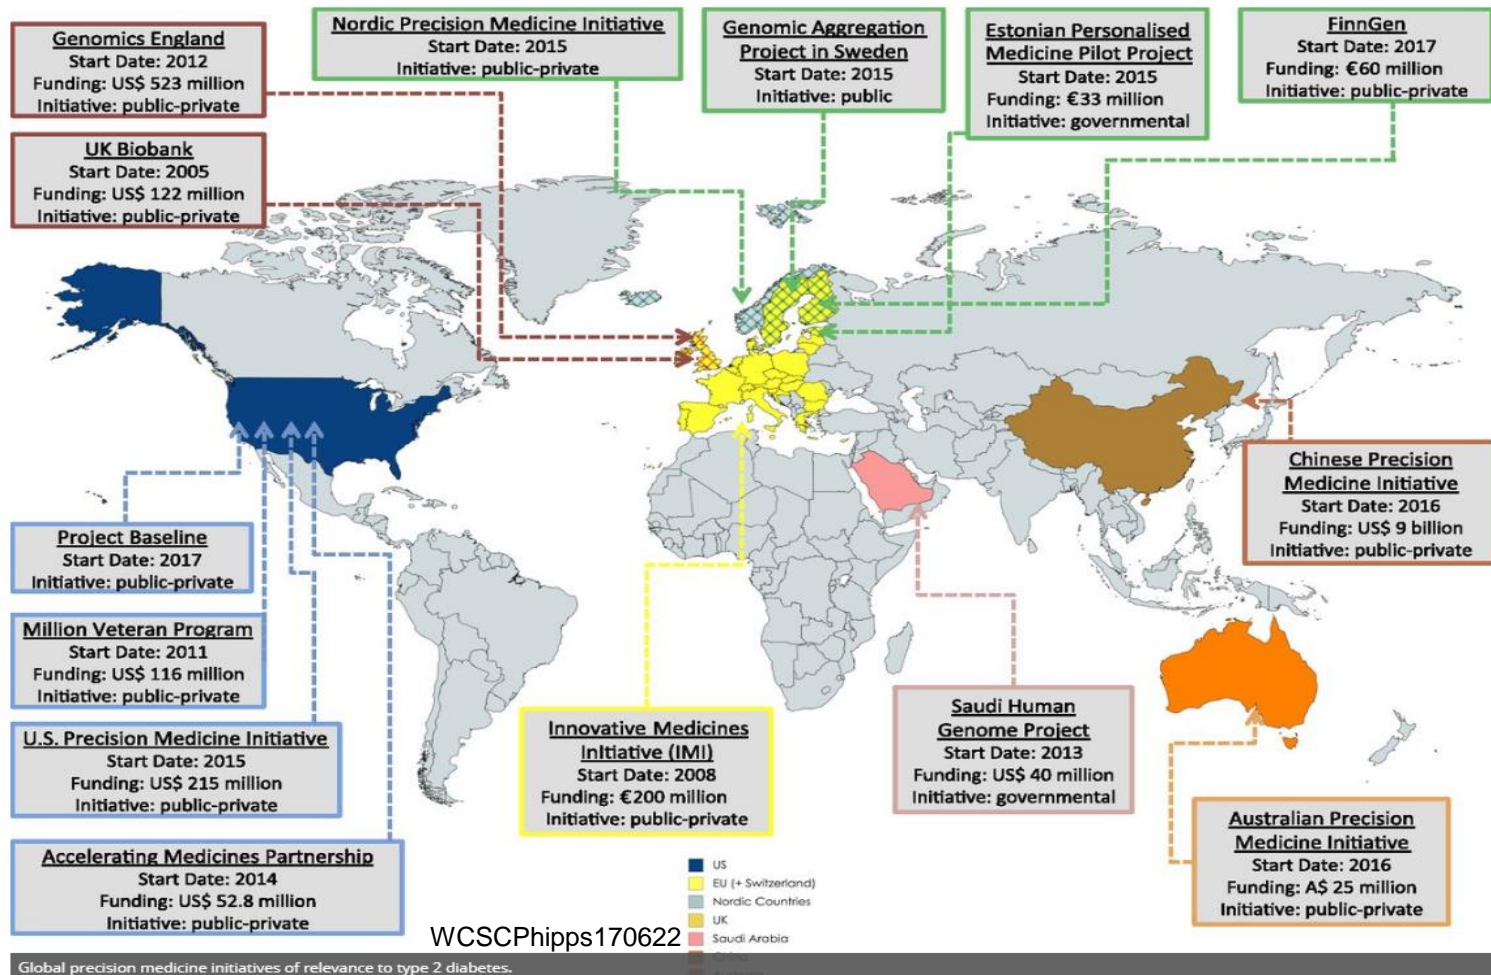 Genomics England
Start Date: 2012
Funding: US$ 523 million
Initiative: public-private
Nordic Precision Medicine Initiative
Start Date: 2015
Initiative: public-private
Genomic Aggregation
Project in Sweden
Start Date: 2015
Initiative: public
Estonian Personalised
Medicine Pilot Project
Start Date: 2015
Funding: €33 million
Initiative: governmental
FinnGen
Start Date: 2017
Funding: €60 million
Initiative: public-private
UK Biobank
Start Date: 2005
Funding: US$ 122 million
Initiative: public-private
Chinese Precision
Medicine Initiative
Start Date: 2016
Funding: US$ 9 billion
Initiative: public-private
Project Baseline
Start Date: 2017
Initiative: public-private
Million Veteran Program
Start Date: 2011
Funding: US$ 116 million
Initiative: public-private
U.S. Precision Medicine Initiative
Start Date: 2015
Funding: US$ 215 million
Initiative: public-private
Accelerating Medicines Partnership
Start Date: 2014
Funding: US$ 52.8 million
Initiative: public-private
Innovative Medicines
Initiative (IMI)
Start Date: 2008
Funding: €200 million
Initiative: public-private
Saudi Human
Genome Project
Start Date: 2013
Funding: US$ 40 million
Initiative: governmental
Australian Precision
Medicine Initiative
Start Date: 2016
Funding: A$ 25 million
Initiative: public-private
US
EU (+ Switzerland)
Nordic Countries
UK
Saudi Arabia
China
WCSCPhipps170622
Global precision medicine initiatives of relevance to type 2 diabetes.